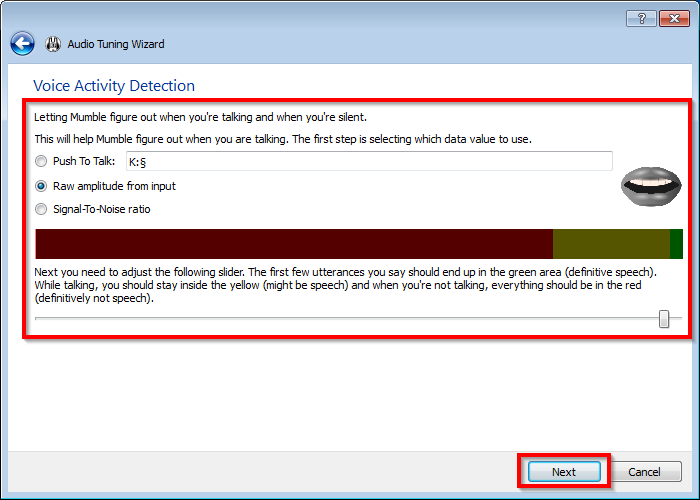 ?
Audio Tuning Wizard
Voice Activity Detection
Letting Mumble figure out when you're talking and when you're silent.
This will help Mumble figure out when you are talking. The first step is selecting which data value to use.
Push To Talk: K:§
Raw amplitude from input
Signal-To-Noise ratio
Next you need to adjust the following slider. The first few utterances you say should end up in the green area (definitive speech).
While talking, you should stay inside the yellow (might be speech) and when you're not talking, everything should be in the red
(definitively not speech).
Next Cancel